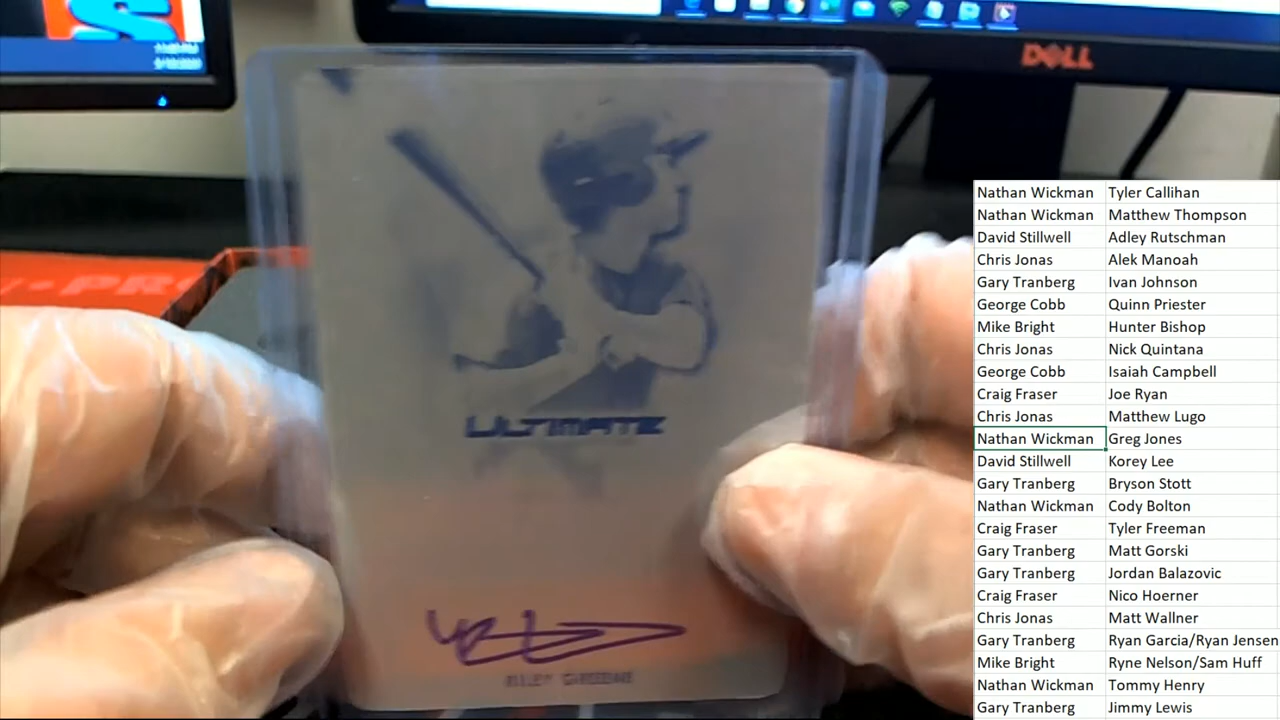 DELL
ULTIMATE
RILEY GREENE
Nathan Wickman Tyler Callihan
Nathan Wickman Matthew Thompson
David Stillwell Adley Rutschman
Chris Jonas Alek Manoah
Gary Tranberg Ivan Johnson
George Cobb Quinn Priester
Mike Bright Hunter Bishop
Chris Jonas Nick Quintana
George Cobb Isaiah Campbell
Craig Fraser Joe Ryan
Chris Jonas Matthew Lugo
Nathan Wickman Greg Jones
David Stillwell Korey Lee
Gary Tranberg Bryson Stott
Nathan Wickman Cody Bolton
Craig Fraser Tyler Freeman
Gary Tranberg Matt Gorski
Gary Tranberg Jordan Balazovic
Craig Fraser Nico Hoerner
Chris Jonas Matt Wallner
Gary Tranberg Ryan Garcia/Ryan Jensen
Mike Bright Ryne Nelson/Sam Huff
Nathan Wickman Tommy Henry
Gary Tranberg Jimmy Lewis